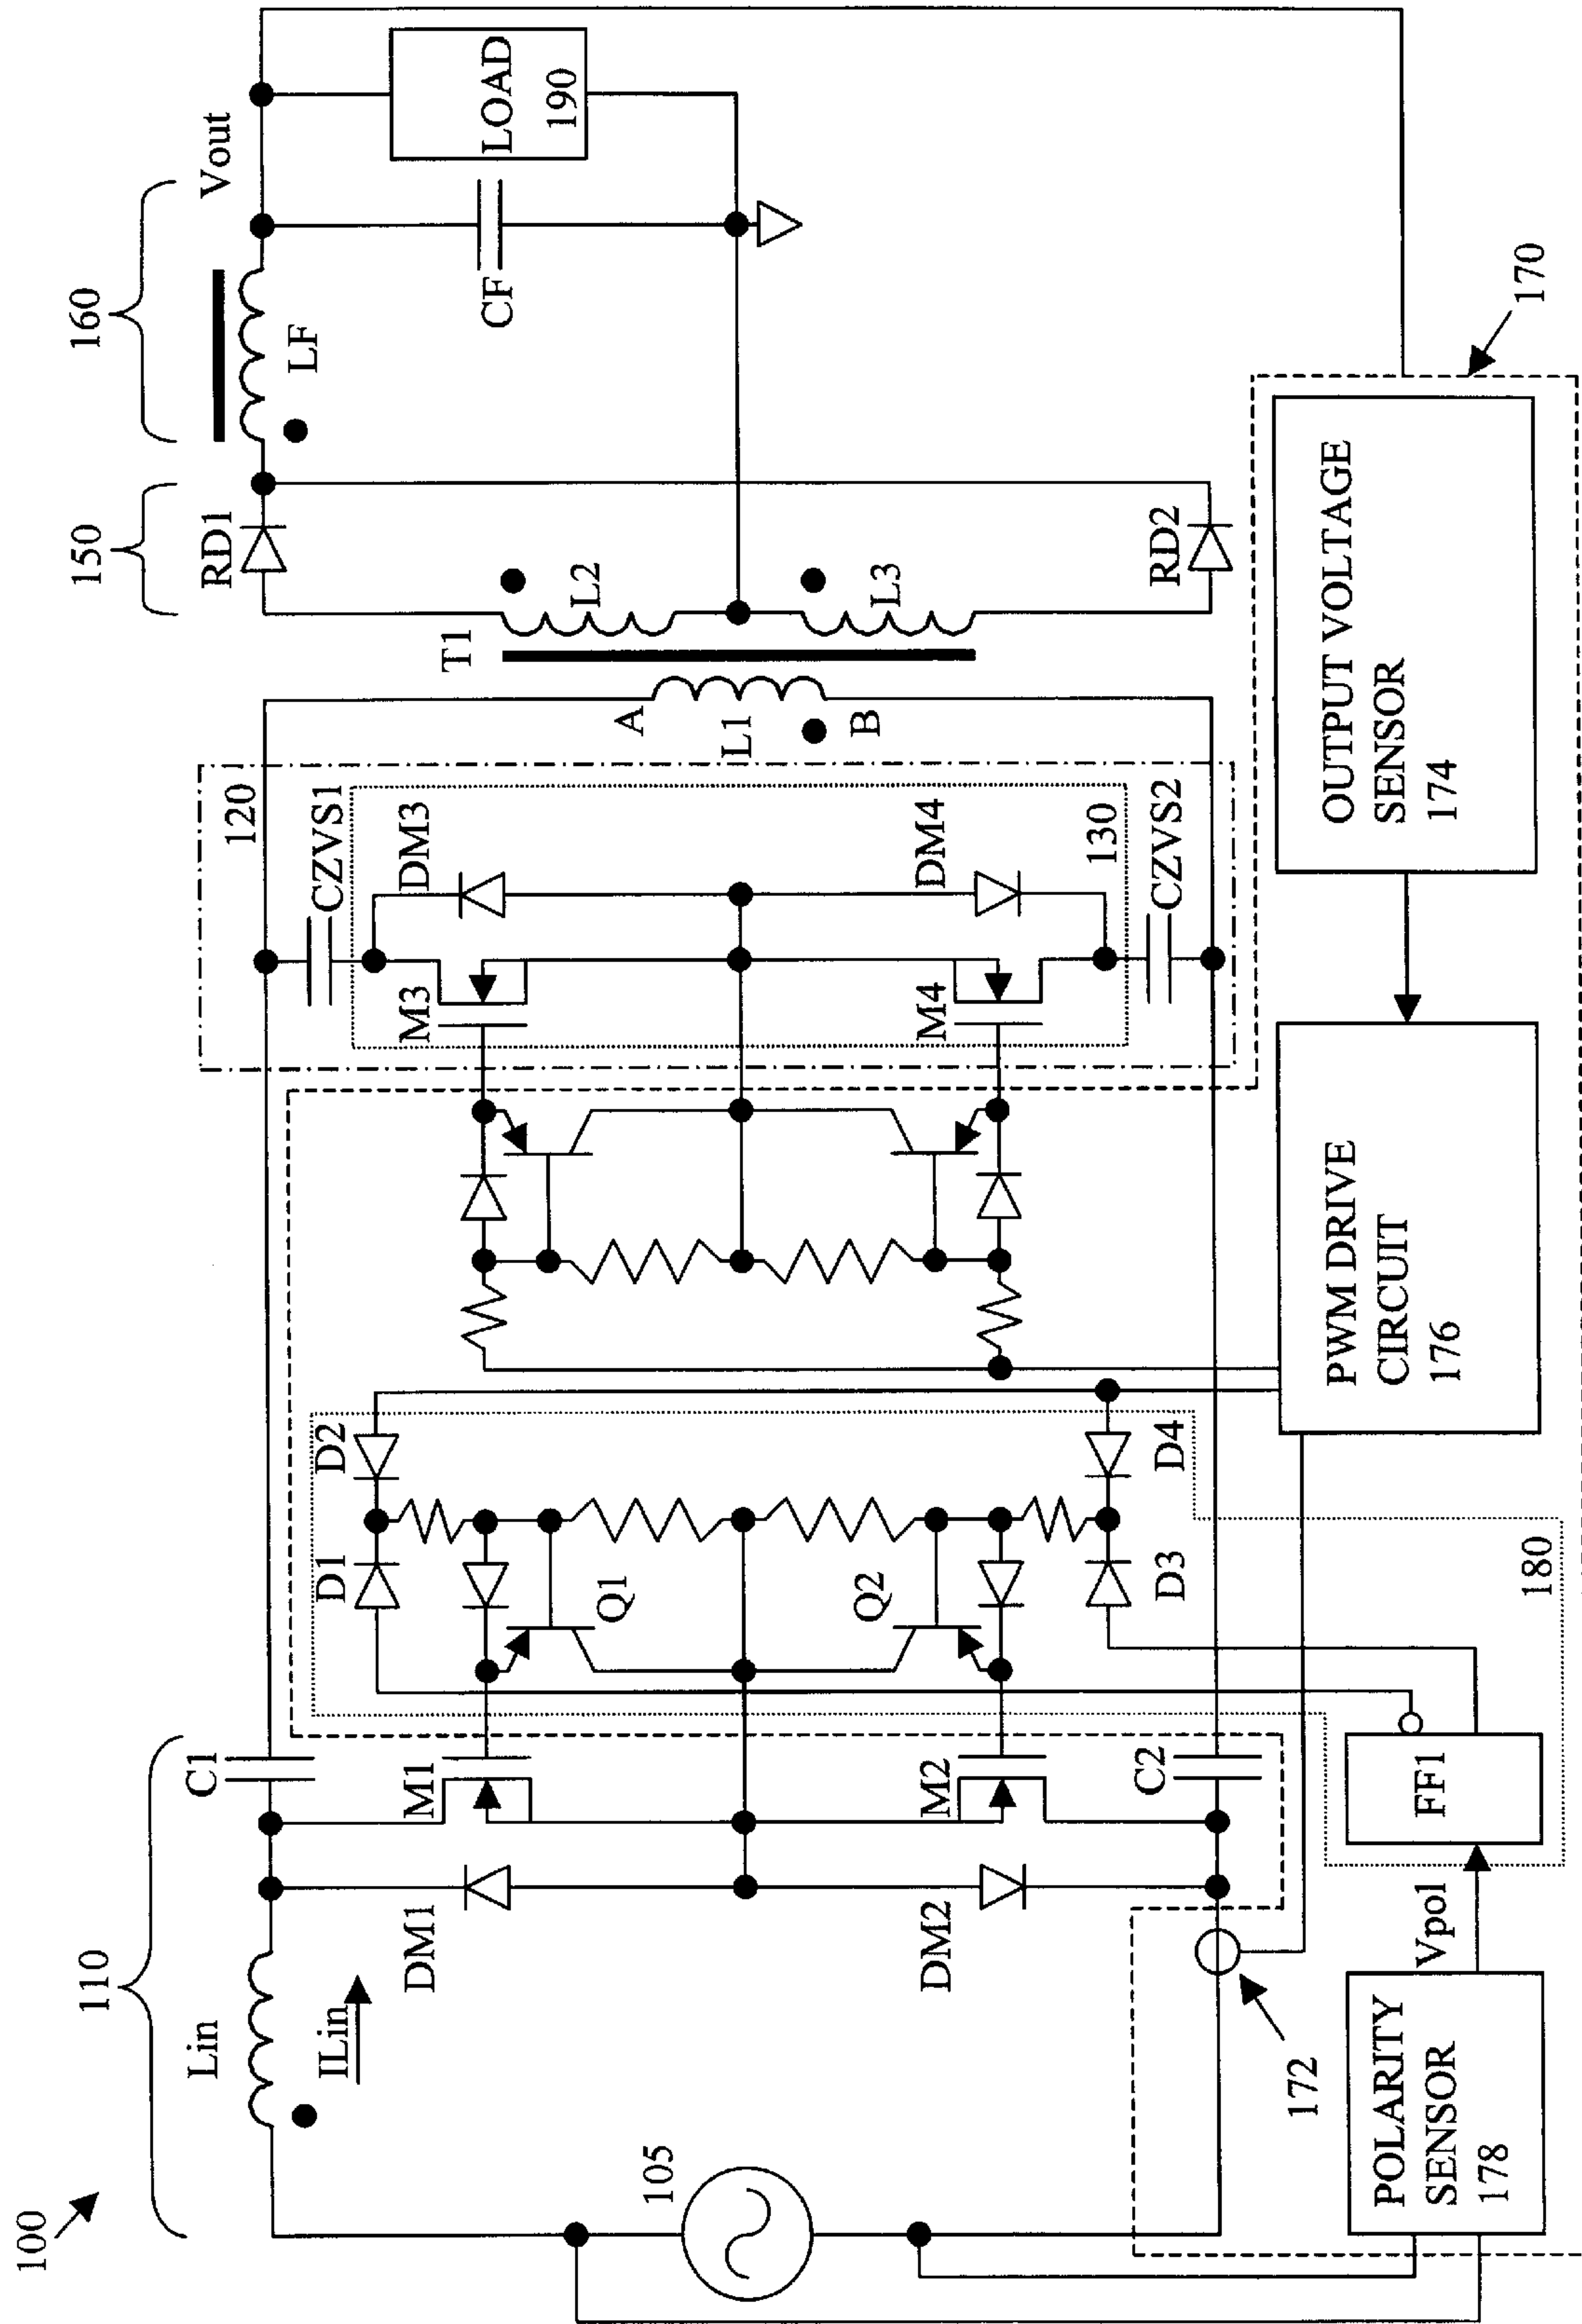 100
110
150
160
Lin
C1
120
RD1
LF
Vout
ILin
DM1
M1
D1
D2
M3
CZVS1
DM3
T1
A
L1
B
L2
L3
CF
LOAD
190
105
Q1
Q2
DM2
M2
M4
DM4
130
CZVS2
RD2
C2
D3
D4
172
180
170
POLARITY
SENSOR
178
Vpol
FF1
PWM DRIVE
CIRCUIT
176
OUTPUT VOLTAGE
SENSOR
174